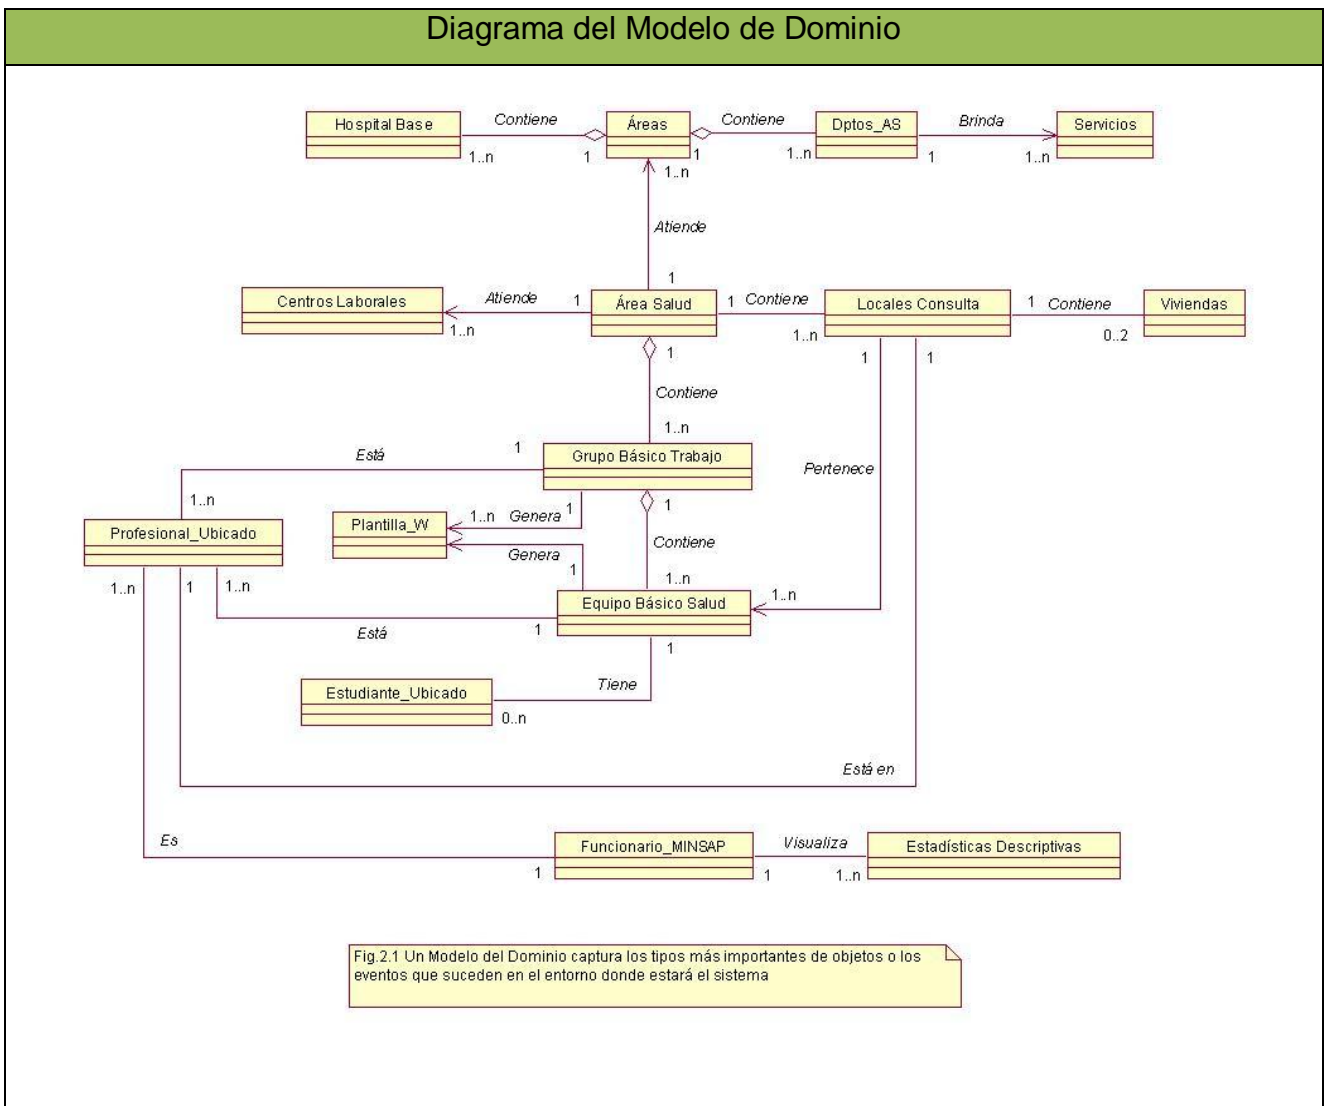 Diagrama del Modelo de Dominio
Hospital Base
Contiene
1..n
1
Áreas
Contiene
1
1..n
Dptos_AS
Brinda
1
1..n
Servicios
1..n
Atiende
1
Centros Laborales
Atiende
1
1..n
Área Salud
1
Contiene
1..n
Locales Consulta
1
Contiene
0..2
Viviendas
1
1
1
Contiene
1..n
Está
1
Grupo Básico Trabajo
Pertenece
1..n
1..n
Genera
1
1
Plantilla_W
Profesional_Ubicado
Genera
1
Contiene
1..n
1..n
1
1..n
Equipo Básico Salud
1..n
Está
1
1
Estudiante_Ubicado
Tiene
0..n
Está en
Es
1
Funcionario_MINSAP
Visualiza
1
1..n
Estadísticas Descriptivas
Fig.2.1 Un Modelo del Dominio captura los tipos más importantes de objetos o los
eventos que suceden en el entorno donde estará el sistema